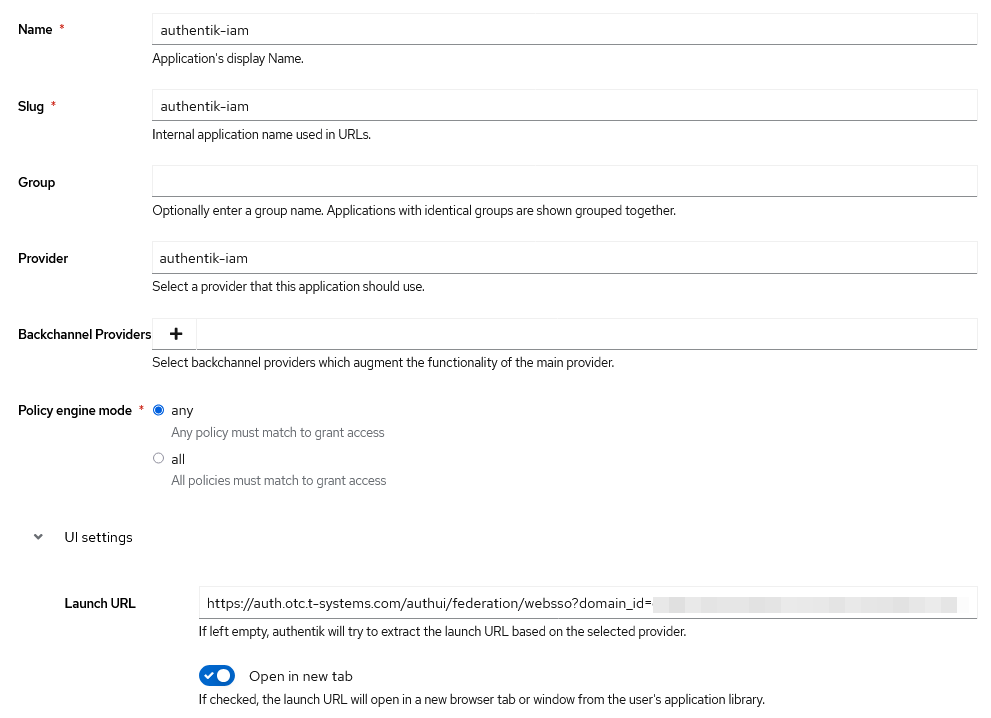 Name *
authentik-iam
Application's display Name.
Slug *
authentik-iam
Internal application name used in URLs.
Group
Optionally enter a group name. Applications with identical groups are shown grouped together.
Provider
authentik-iam
Select a provider that this application should use.
Backchannel Providers
Select backchannel providers which augment the functionality of the main provider.
Policy engine mode *
any
Any policy must match to grant access
all
All policies must match to grant access
UI settings
Launch URL
https://auth.otc.t-systems.com/authui/federation/websso?domain_id=
If left empty, authentik will try to extract the launch URL based on the selected provider.
Open in new tab
If checked, the launch URL will open in a new browser tab or window from the user's application library.